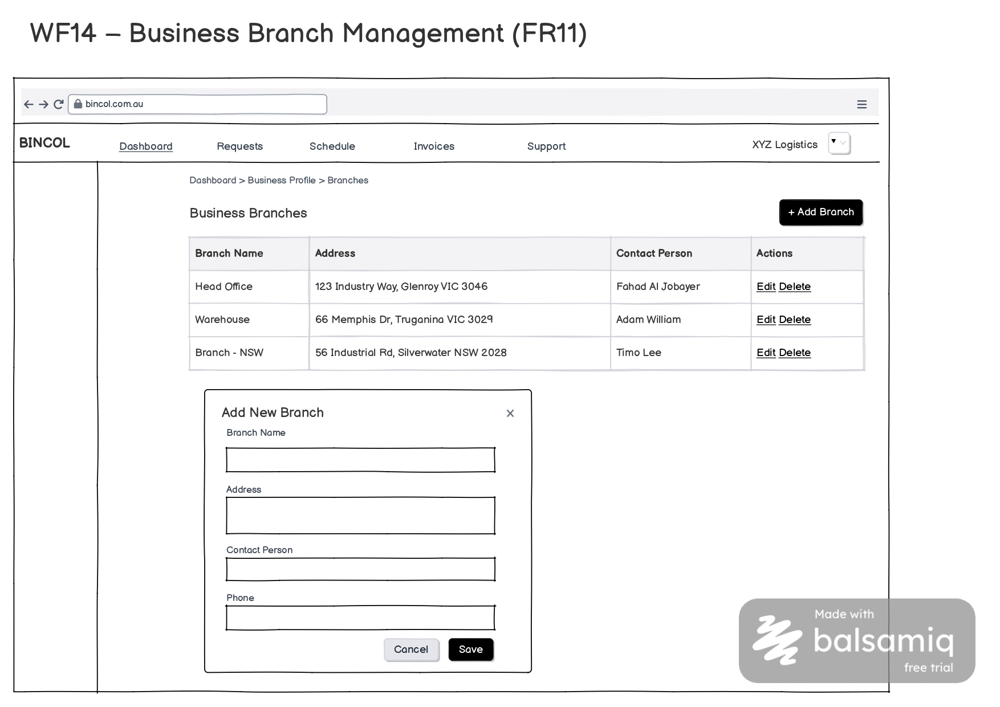 WF14 – Business Branch Management (FR11)
bincol.com.au
BINCOL
Dashboard Requests Schedule Invoices Support XYZ Logistics
Dashboard > Business Profile > Branches
Business Branches
+ Add Branch
Branch Name Address Contact Person Actions
Head Office 123 Industry Way, Glenroy VIC 3046 Fahad Al Jobayer Edit Delete
Warehouse 66 Memphis Dr, Truganina VIC 3029 Adam William Edit Delete
Branch - NSW 56 Industrial Rd, Silverwater NSW 2028 Timo Lee Edit Delete
Add New Branch
Branch Name
Address
Contact Person
Phone
Cancel Save
Made with
balsamiq
free trial